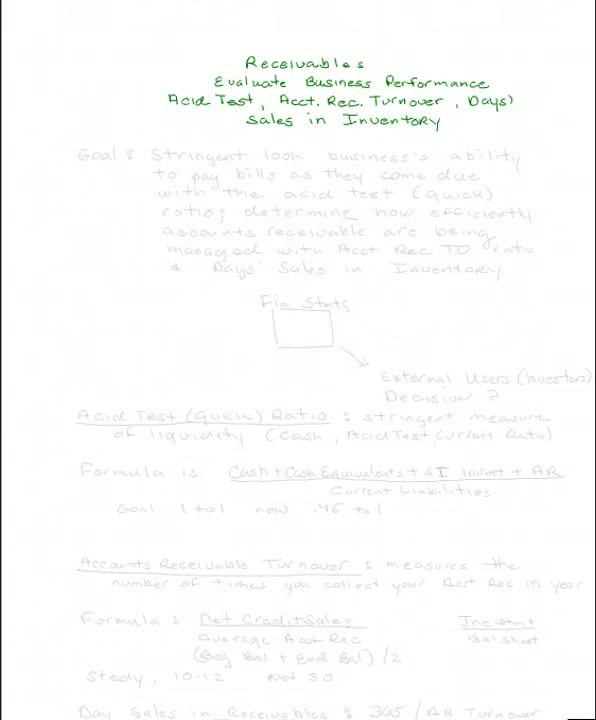 Receivables
Evaluate Business Performance
Acid Test, Acct. Rec. Turnover, Days'
Sales in Inventory
Goal: Stringent look business's ability
to pay bills as they come due
with the acid test (quick)
ratio; determine how efficiently
accounts receivable are being
managed with Acct Rec TO ratio
& Days' Sales in Inventory
Fin Stmts
External Users (Investors)
Decision?
Acid Test (Quick) Ratio: stringent measure
of liquidity (Cash, Acid Test, Current Ratio)
Formula is Cash + Cash Equivalents + SI Invmt + AR
Current Liabilities
Goal 1 to 1 now .46 to 1
Accounts Receivable Turnover: measures the
number of times you collect your Acct Rec in year
Formula: Net Credit Sales Inc Stmt
Average Acct Rec Bal Sheet
(Beg Bal + End Bal) /2
Study, 10-12 Net 30
Day Sales in Receivables: 365 / AR Turnover